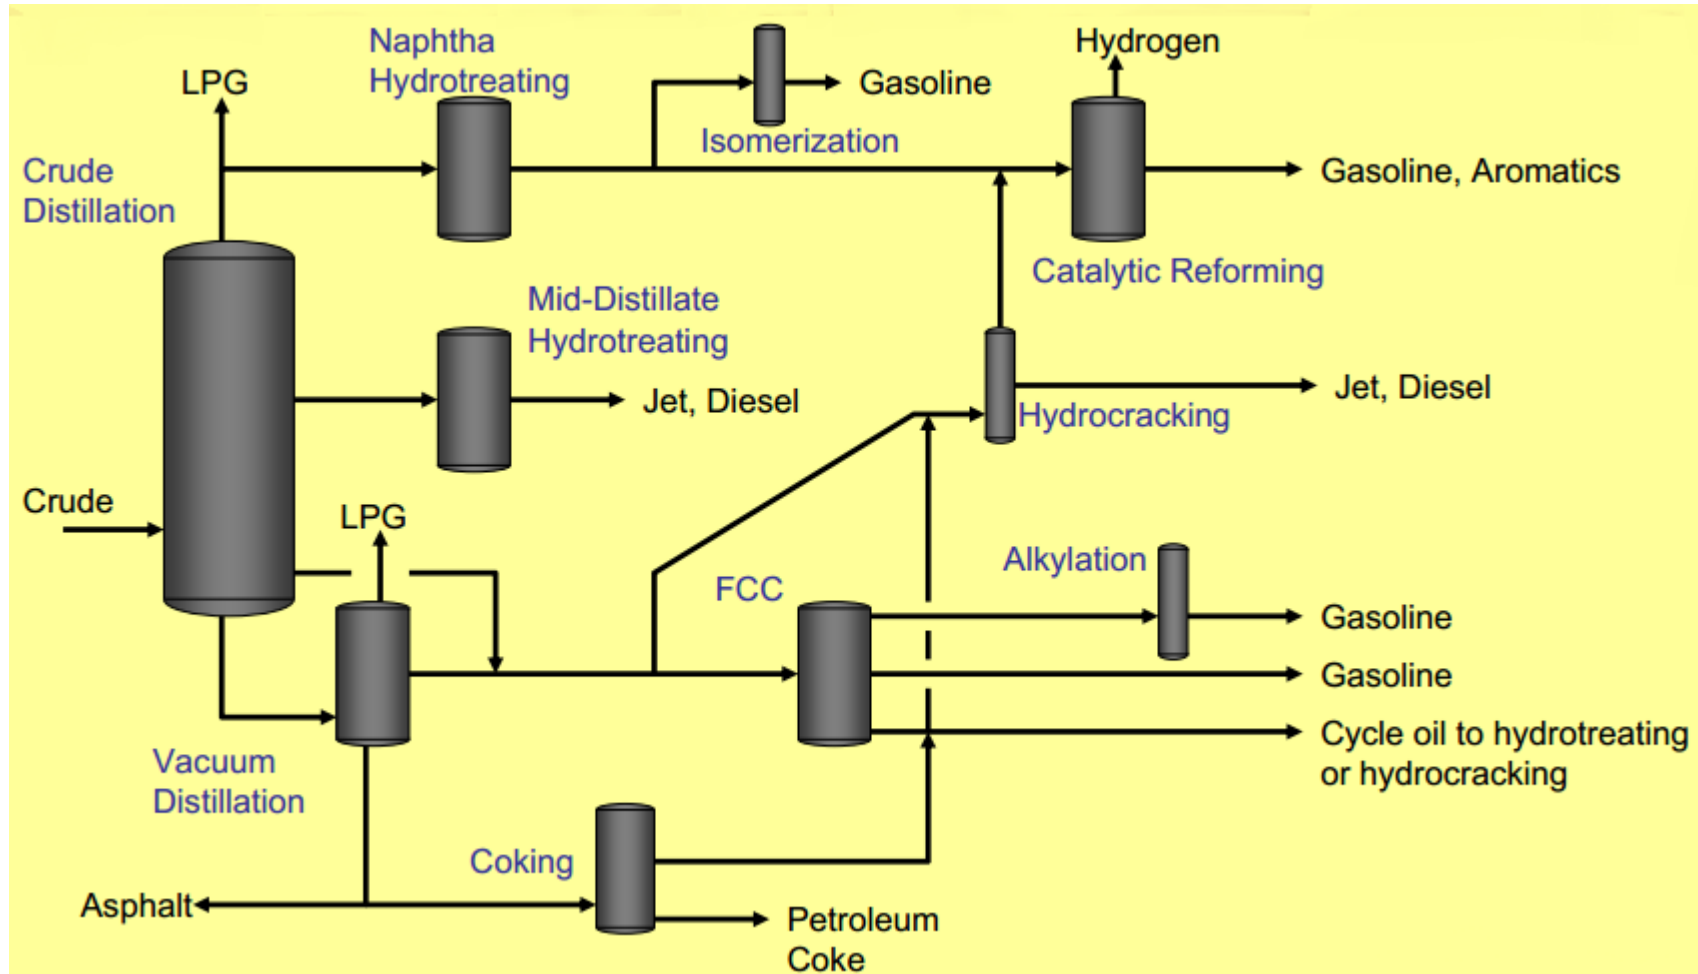 Naphtha
Hydrotreating
Hydrogen
LPG
Gasoline
Isomerization
Crude
Distillation
Gasoline, Aromatics
Catalytic Reforming
Mid-Distillate
Hydrotreating
Jet, Diesel
Jet, Diesel
Hydrocracking
Crude
LPG
Alkylation
FCC
Gasoline
Gasoline
Cycle oil to hydrotreating
or hydrocracking
Vacuum
Distillation
Coking
Asphalt
Petroleum
Coke